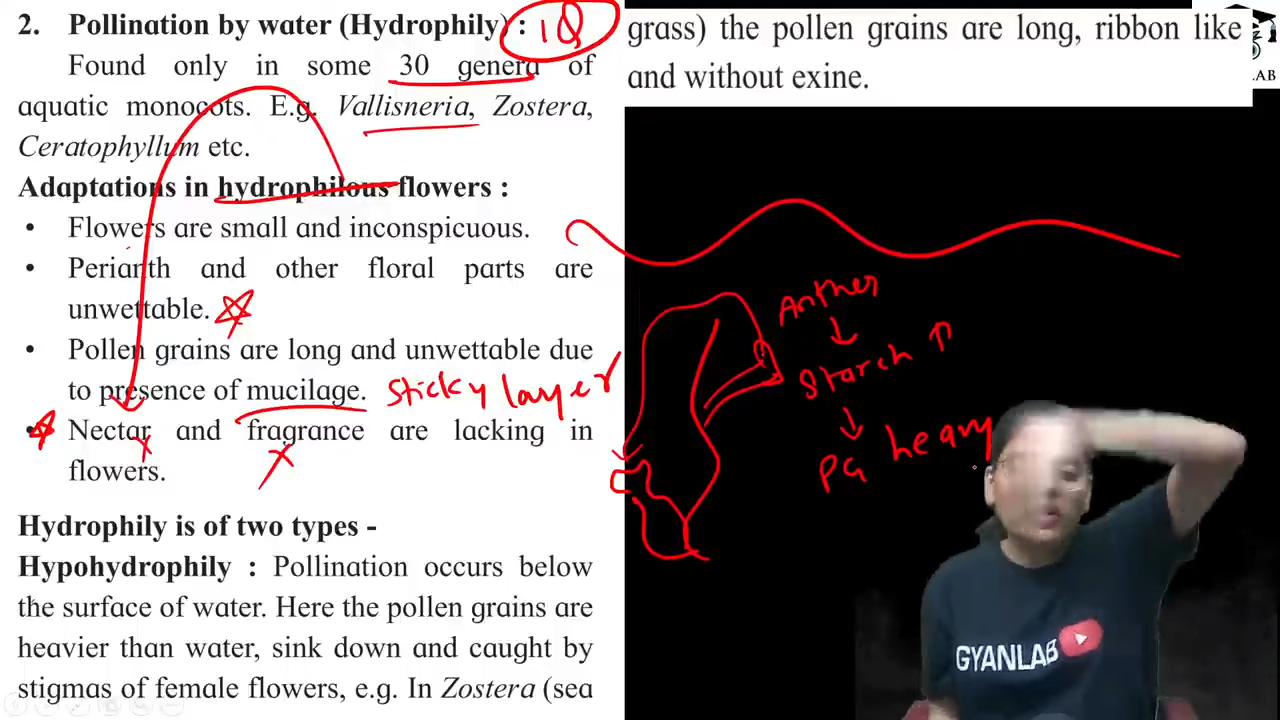 2. Pollination by water (Hydrophily) : 1Q
Found only in some 30 genera of
aquatic monocots. E.g. Vallisneria, Zostera,
Ceratophyllum etc.
Adaptations in hydrophilous flowers :
• Flowers are small and inconspicuous.
• Perianth and other floral parts are
unwettable.
• Pollen grains are long and unwettable due
to presence of mucilage. Sticky layer
• Nectar and fragrance are lacking in
flowers.
Hydrophily is of two types -
Hypohydrophily : Pollination occurs below
the surface of water. Here the pollen grains are
heavier than water, sink down and caught by
stigmas of female flowers, e.g. In Zostera (sea
grass) the pollen grains are long, ribbon like
and without exine.
Anther
Starch
PG heavy
GYANLAB